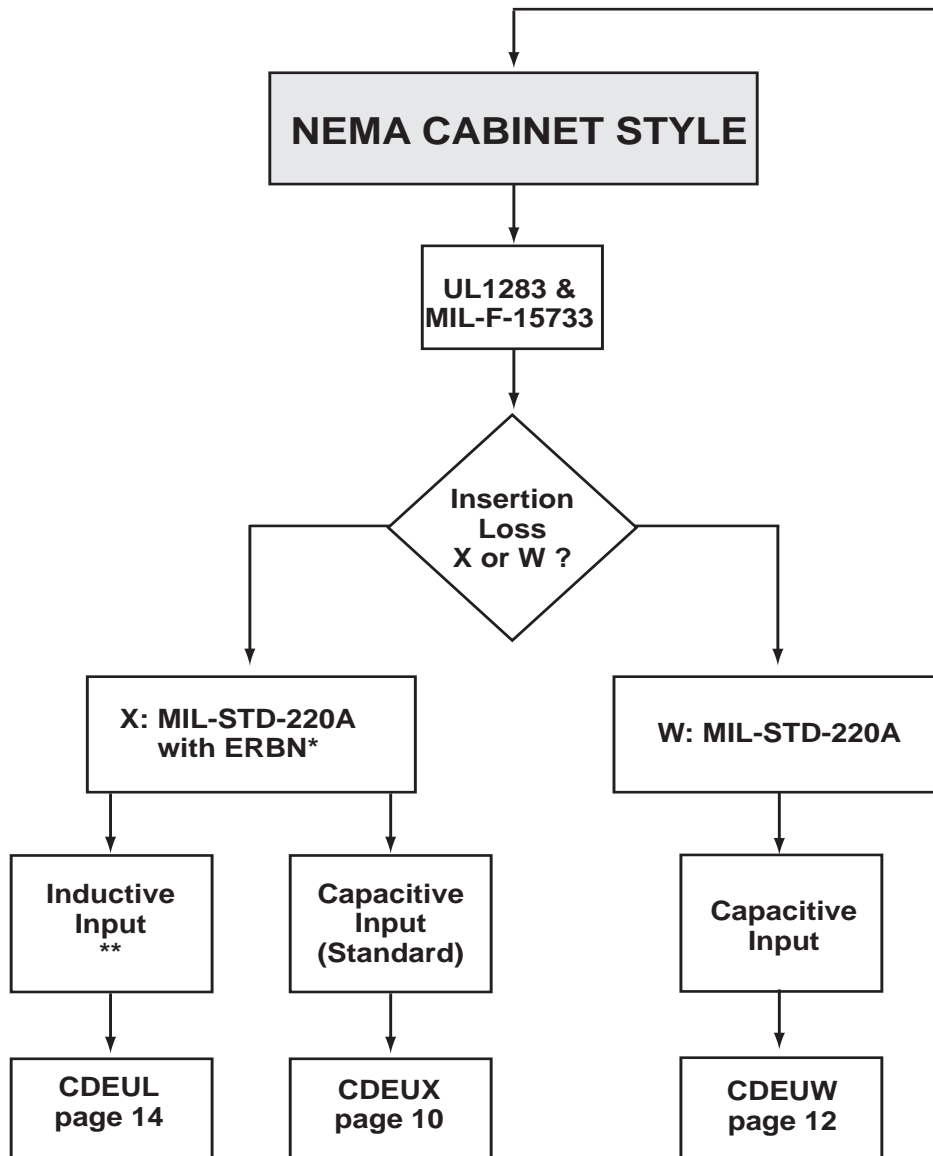 NEMA CABINET STYLE
UL1283 &
MIL-F-15733
Insertion
Loss
X or W ?
X: MIL-STD-220A
with ERBN*
W: MIL-STD-220A
Inductive
Input
**
Capacitive
Input
(Standard)
Capacitive
Input
CDEUL
page 14
CDEUX
page 10
CDEUW
page 12